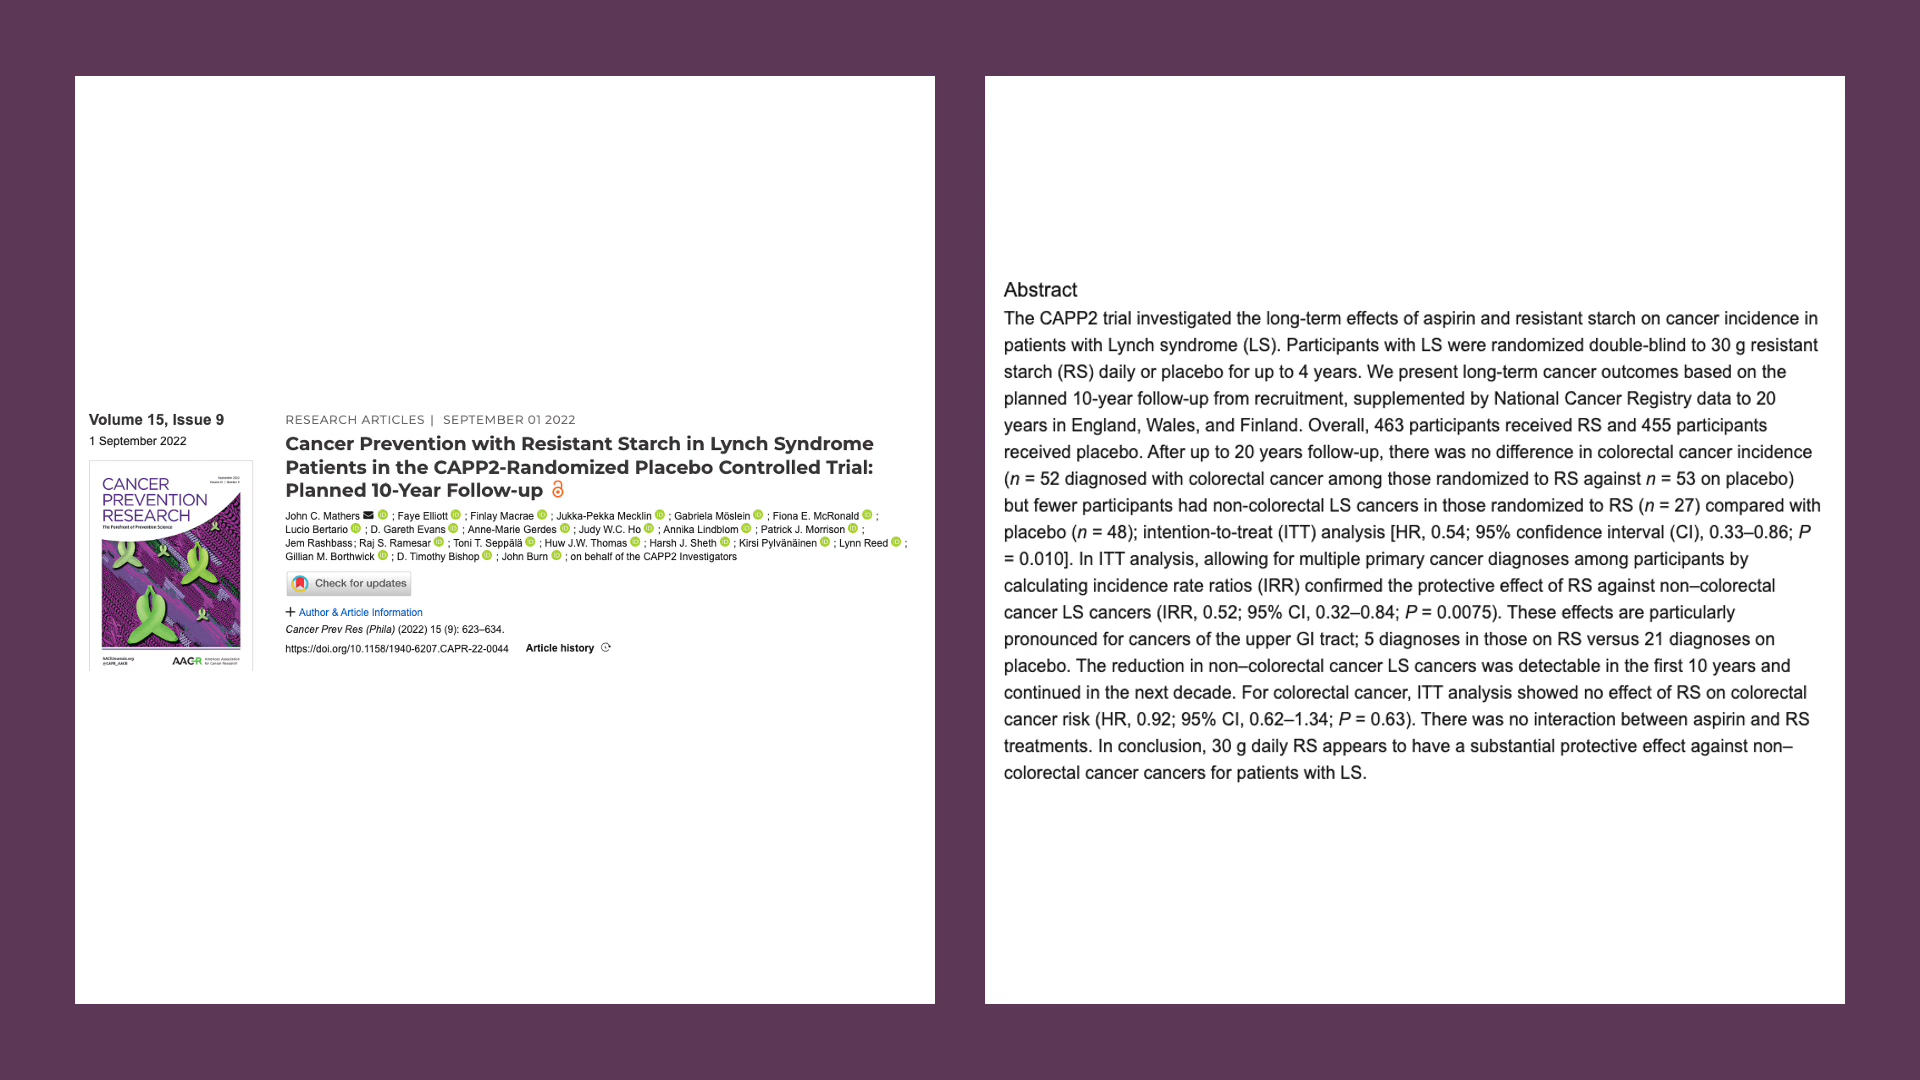 Volume 15, Issue 9
1 September 2022
CANCER
PREVENTION
RESEARCH
The Forefront of Prevention Science
AACR American Association
for Cancer Research
RESEARCH ARTICLES | SEPTEMBER 01 2022
Cancer Prevention with Resistant Starch in Lynch Syndrome
Patients in the CAPP2-Randomized Placebo Controlled Trial:
Planned 10-Year Follow-up
John C. Mathers ; Faye Elliott ; Finlay Macrae ; Jukka-Pekka Mecklin ; Gabriela Möslein ; Fiona E. McRonald ;
Lucio Bertario ; D. Gareth Evans ; Anne-Marie Gerdes ; Judy W.C. Ho ; Annika Lindblom ; Patrick J. Morrison ;
Jem Rashbass ; Raj S. Ramesar ; Toni T. Seppälä ; Huw J.W. Thomas ; Harsh J. Sheth ; Kirsi Pylvänäinen ; Lynn Reed ;
Gillian M. Borthwick ; D. Timothy Bishop ; John Burn ; on behalf of the CAPP2 Investigators
Check for updates
+ Author & Article Information
Cancer Prev Res (Phila) (2022) 15 (9): 623–634.
https://doi.org/10.1158/1940-6207.CAPR-22-0044 Article history
Abstract
The CAPP2 trial investigated the long-term effects of aspirin and resistant starch on cancer incidence in
patients with Lynch syndrome (LS). Participants with LS were randomized double-blind to 30 g resistant
starch (RS) daily or placebo for up to 4 years. We present long-term cancer outcomes based on the
planned 10-year follow-up from recruitment, supplemented by National Cancer Registry data to 20
years in England, Wales, and Finland. Overall, 463 participants received RS and 455 participants
received placebo. After up to 20 years follow-up, there was no difference in colorectal cancer incidence
(n = 52 diagnosed with colorectal cancer among those randomized to RS against n = 53 on placebo)
but fewer participants had non-colorectal LS cancers in those randomized to RS (n = 27) compared with
placebo (n = 48); intention-to-treat (ITT) analysis [HR, 0.54; 95% confidence interval (CI), 0.33–0.86; P
= 0.010]. In ITT analysis, allowing for multiple primary cancer diagnoses among participants by
calculating incidence rate ratios (IRR) confirmed the protective effect of RS against non–colorectal
cancer LS cancers (IRR, 0.52; 95% CI, 0.32–0.84; P = 0.0075). These effects are particularly
pronounced for cancers of the upper GI tract; 5 diagnoses in those on RS versus 21 diagnoses on
placebo. The reduction in non–colorectal cancer LS cancers was detectable in the first 10 years and
continued in the next decade. For colorectal cancer, ITT analysis showed no effect of RS on colorectal
cancer risk (HR, 0.92; 95% CI, 0.62–1.34; P = 0.63). There was no interaction between aspirin and RS
treatments. In conclusion, 30 g daily RS appears to have a substantial protective effect against non–
colorectal cancer cancers for patients with LS.